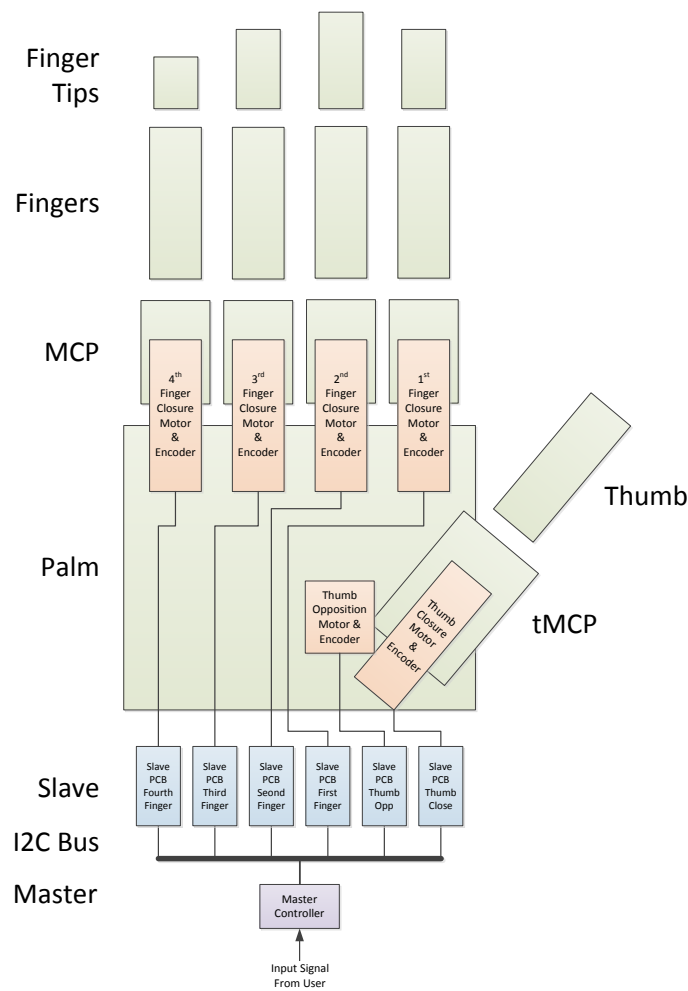 Finger
Tips
Fingers
MCP
4th
Finger
Closure
Motor
&
Encoder
3rd
Finger
Closure
Motor
&
Encoder
2nd
Finger
Closure
Motor
&
Encoder
1st
Finger
Closure
Motor
&
Encoder
Thumb
Palm
Thumb
Opposition
Motor &
Encoder
Thumb
Closure
Motor
&
Encoder
tMCP
Slave
Slave
PCB
Fourth
Finger
Slave
PCB
Third
Finger
Slave
PCB
Seond
Finger
Slave
PCB
First
Finger
Slave
PCB
Thumb
Opp
Slave
PCB
Thumb
Close
I2C Bus
Master
Master
Controller
Input Signal
From User